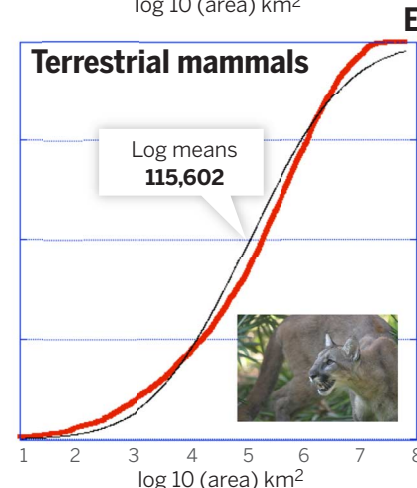 log 10 (area) km²
E
Terrestrial mammals
Log means
115,602
1 2 3 4 5 6 7 8
log 10 (area) km²